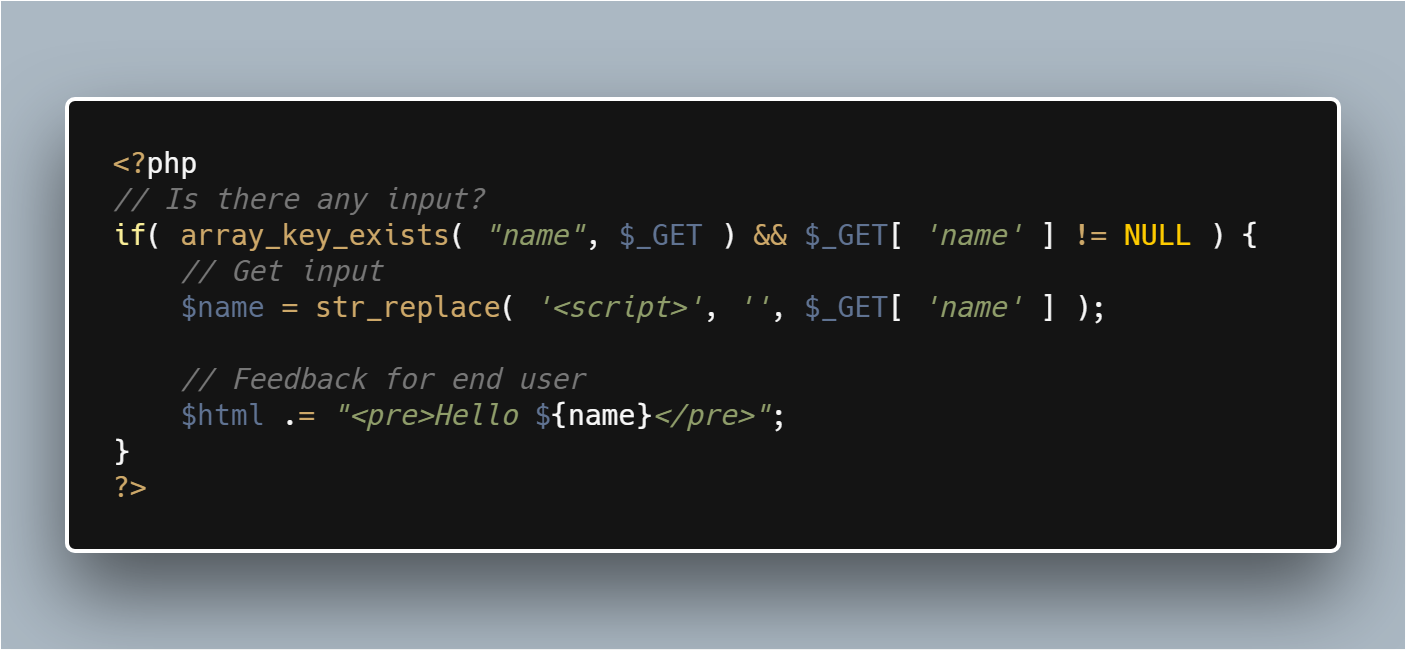 <?php
// Is there any input?
if( array_key_exists( "name", $_GET ) && $_GET[ 'name' ] != NULL ) {
    // Get input
    $name = str_replace( '<script>', '', $_GET[ 'name' ] );

    // Feedback for end user
    $html .= "<pre>Hello ${name}</pre>";
}
?>